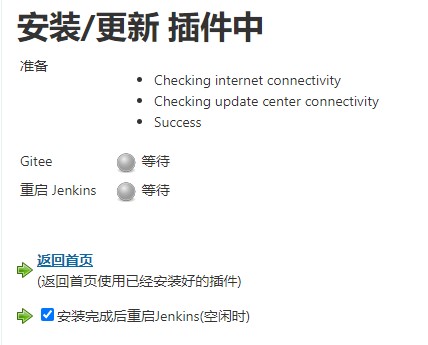 安装/更新 插件中
准备
Checking internet connectivity
Checking update center connectivity
Success
Gitee 等待
重启 Jenkins 等待
返回首页
(返回首页使用已经安装好的插件)
安装完成后重启Jenkins(空闲时)